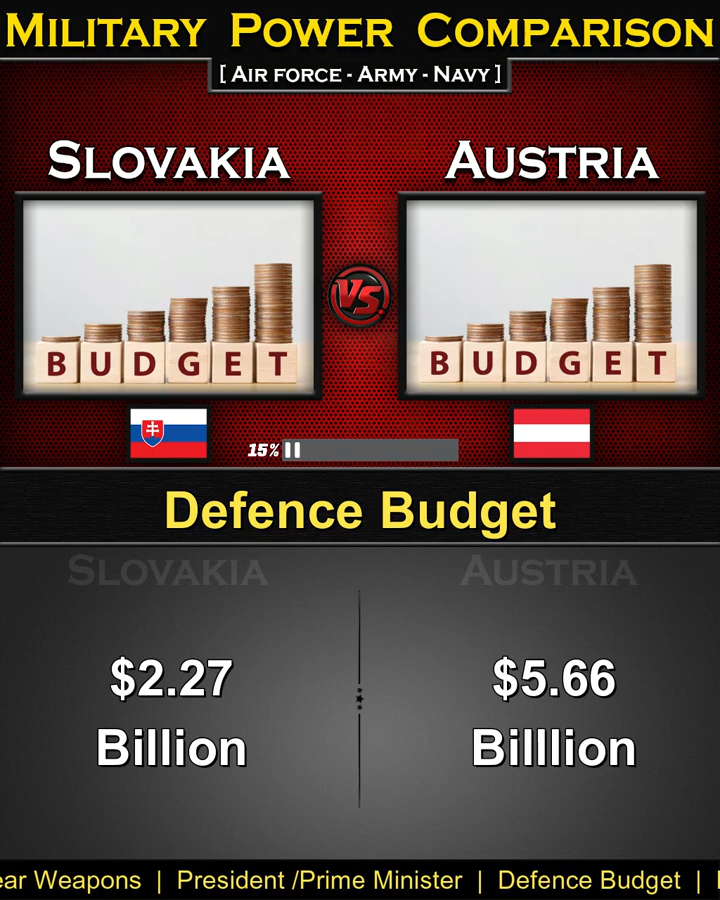 Military Power Comparison
[ Air force - Army - Navy ]
Slovakia Austria
VS.
BUDGET BUDGET
15%
Defence Budget
Slovakia Austria
$2.27 $5.66
Billion Billlion
ear Weapons | President /Prime Minister | Defence Budget |